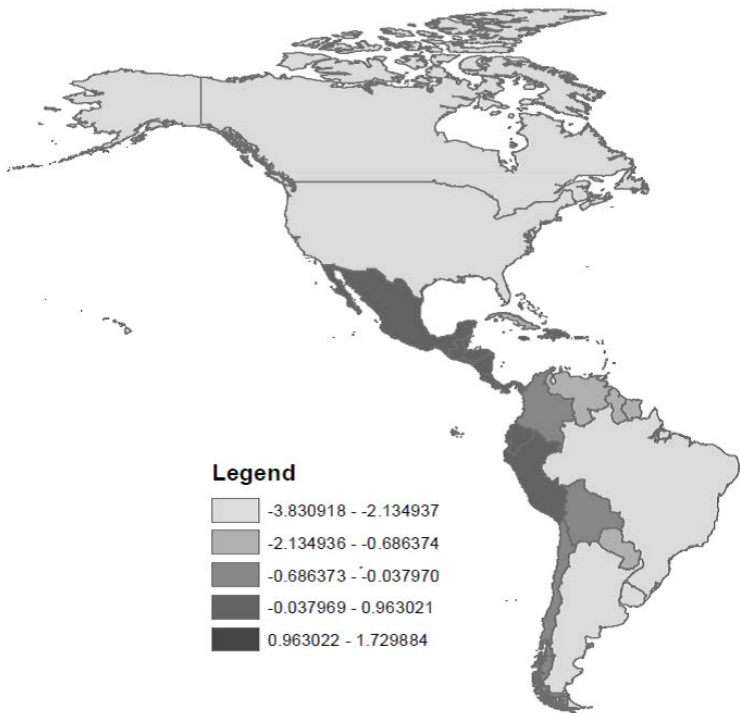 Legend
-3.830918 - -2.134937
-2.134936 - -0.686374
-0.686373 - -0.037970
-0.037969 - 0.963021
0.963022 - 1.729884